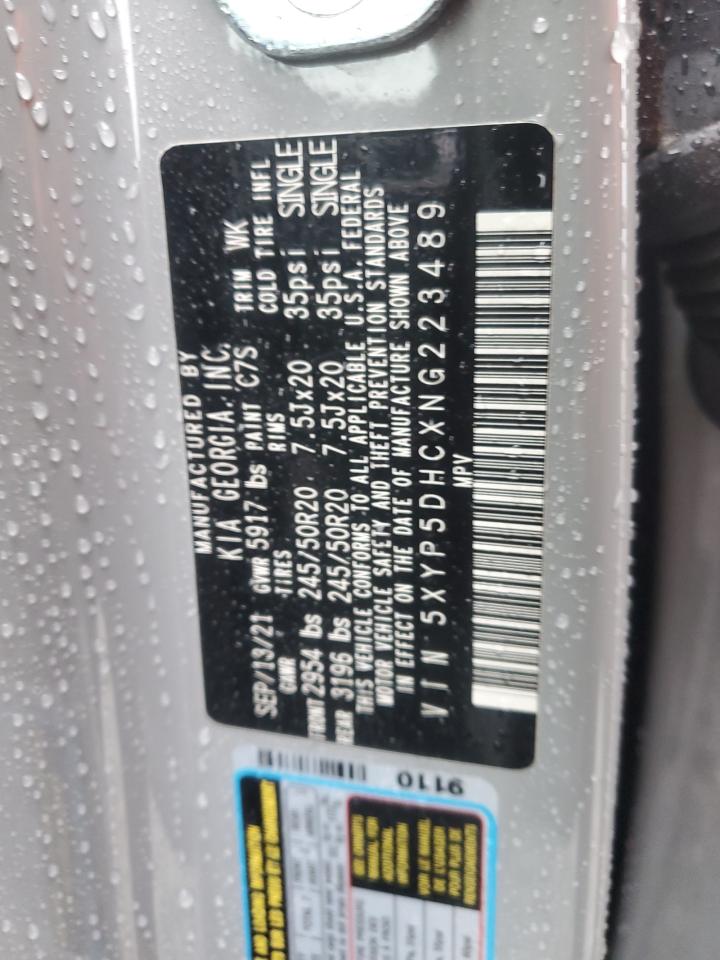 MANUFACTURED BY
KIA GEORGIA, INC.
SEP/13/21 GVWR 5917 lbs PAINT C7S TRIM WK
GAWR TIRES RIMS COLD TIRE INFL
FRONT 2954 lbs 245/50R20 7.5Jx20 35psi SINGLE
REAR 3196 lbs 245/50R20 7.5Jx20 35psi SINGLE
THIS VEHICLE CONFORMS TO ALL APPLICABLE U.S.A. FEDERAL
MOTOR VEHICLE SAFETY AND THEFT PREVENTION STANDARDS
IN EFFECT ON THE DATE OF MANUFACTURE SHOWN ABOVE
VIN 5XYP5DHCXNG223489
MPV
9110